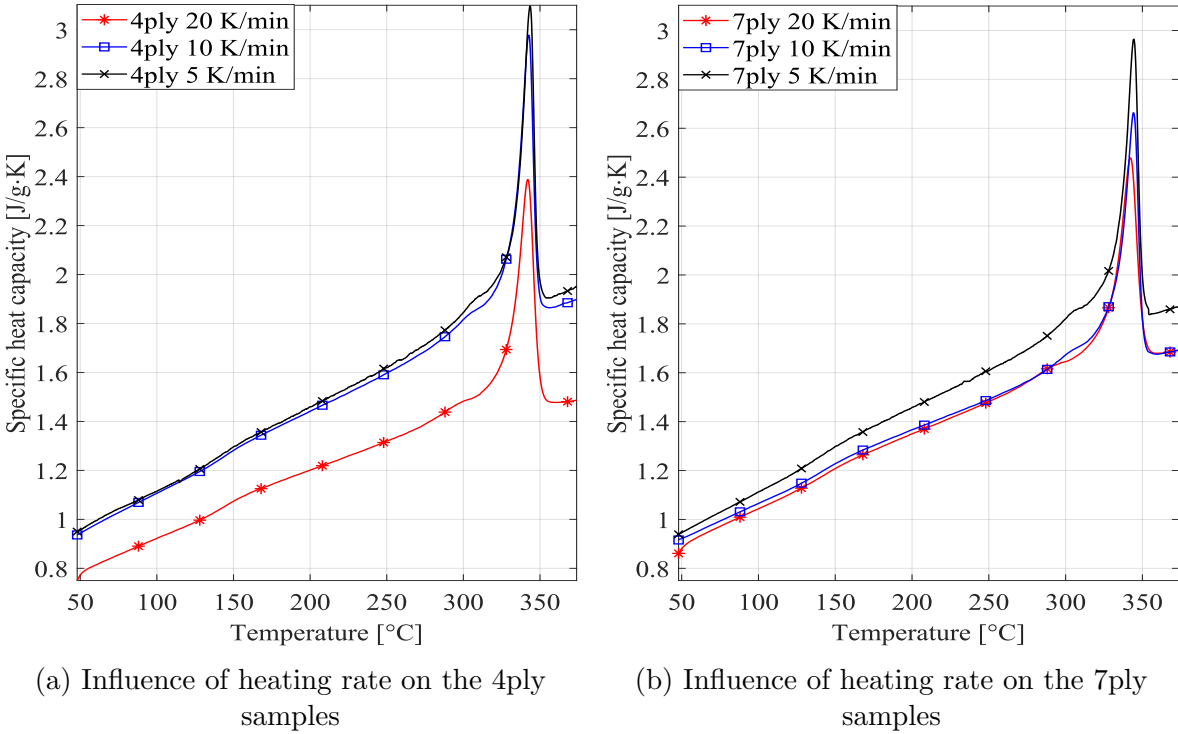 4ply 20 K/min
4ply 10 K/min
4ply 5 K/min
Specific heat capacity [J/g·K]
3
2.8
2.6
2.4
2.2
2
1.8
1.6
1.4
1.2
1
0.8
50 100 150 200 250 300 350
Temperature [°C]
(a) Influence of heating rate on the 4ply
samples
7ply 20 K/min
7ply 10 K/min
7ply 5 K/min
Specific heat capacity [J/g·K]
3
2.8
2.6
2.4
2.2
2
1.8
1.6
1.4
1.2
1
0.8
50 100 150 200 250 300 350
Temperature [°C]
(b) Influence of heating rate on the 7ply
samples